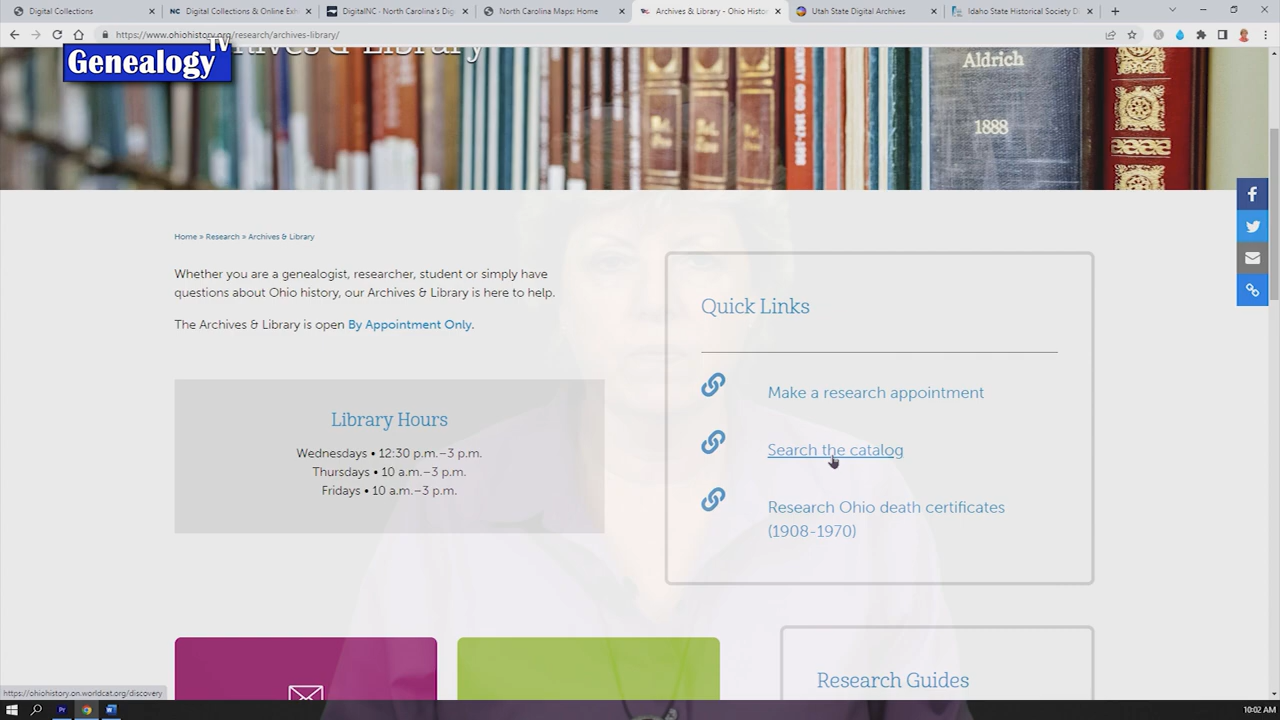 Digital Collections
Digital Collections & Online Exh
DigitalNC - North Carolina's Dig
North Carolina Maps: Home
Archives & Library - Ohio Histo
Utah State Digital Archives
Idaho State Historical Society D
https://www.ohiohistory.org/research/archives-library/
Archives & Library
Genealogy TV
Aldrich
1888
Home » Research » Archives & Library
Whether you are a genealogist, researcher, student or simply have
questions about Ohio history, our Archives & Library is here to help.
The Archives & Library is open By Appointment Only.
Library Hours
Wednesdays • 12:30 p.m.–3 p.m.
Thursdays • 10 a.m.–3 p.m.
Fridays • 10 a.m.–3 p.m.
Quick Links
Make a research appointment
Search the catalog
Research Ohio death certificates
(1908-1970)
Research Guides
https://ohiohistory.on.worldcat.org/discovery
10:02 AM